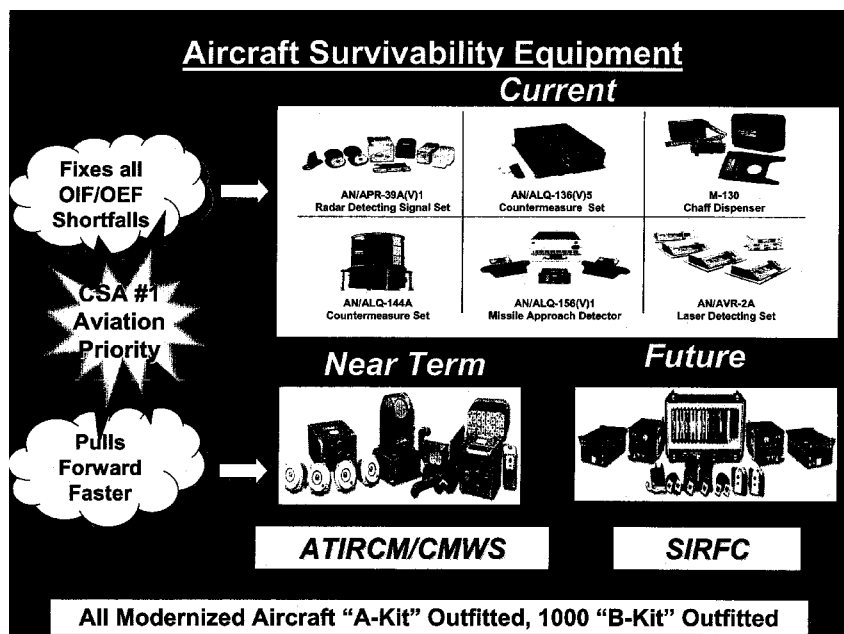 Aircraft Survivability Equipment
Current
Fixes all
OIF/OEF
Shortfalls
AN/APR-39A(V)1
Radar Detecting Signal Set
AN/ALQ-136(V)5
Countermeasure Set
M-130
Chaff Dispenser
AN/ALQ-144A
Countermeasure Set
AN/ALQ-156(V)1
Missile Approach Detector
AN/AVR-2A
Laser Detecting Set
CSA #1
Aviation
Priority
Near Term
Future
Pulls
Forward
Faster
ATIRCM/CMWS
SIRFC
All Modernized Aircraft “A-Kit” Outfitted, 1000 “B-Kit” Outfitted